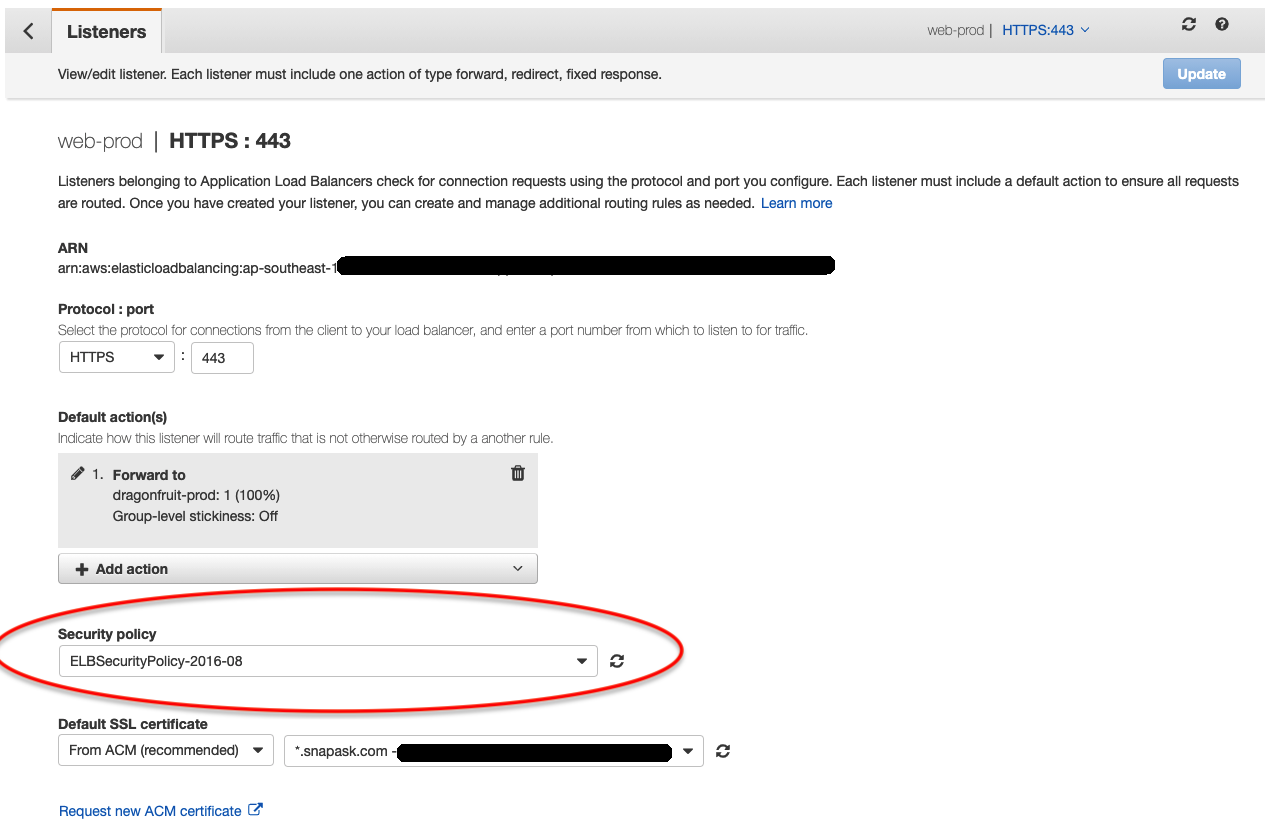 Listeners
web-prod | HTTPS:443
View/edit listener. Each listener must include one action of type forward, redirect, fixed response.
Update
web-prod | HTTPS : 443
Listeners belonging to Application Load Balancers check for connection requests using the protocol and port you configure. Each listener must include a default action to ensure all requests
are routed. Once you have created your listener, you can create and manage additional routing rules as needed. Learn more
ARN
arn:aws:elasticloadbalancing:ap-southeast-1
Protocol : port
Select the protocol for connections from the client to your load balancer, and enter a port number from which to listen to for traffic.
HTTPS : 443
Default action(s)
Indicate how this listener will route traffic that is not otherwise routed by a another rule.
1. Forward to
dragonfruit-prod: 1 (100%)
Group-level stickiness: Off
Add action
Security policy
ELBSecurityPolicy-2016-08
Default SSL certificate
From ACM (recommended) *.snapask.com -
Request new ACM certificate